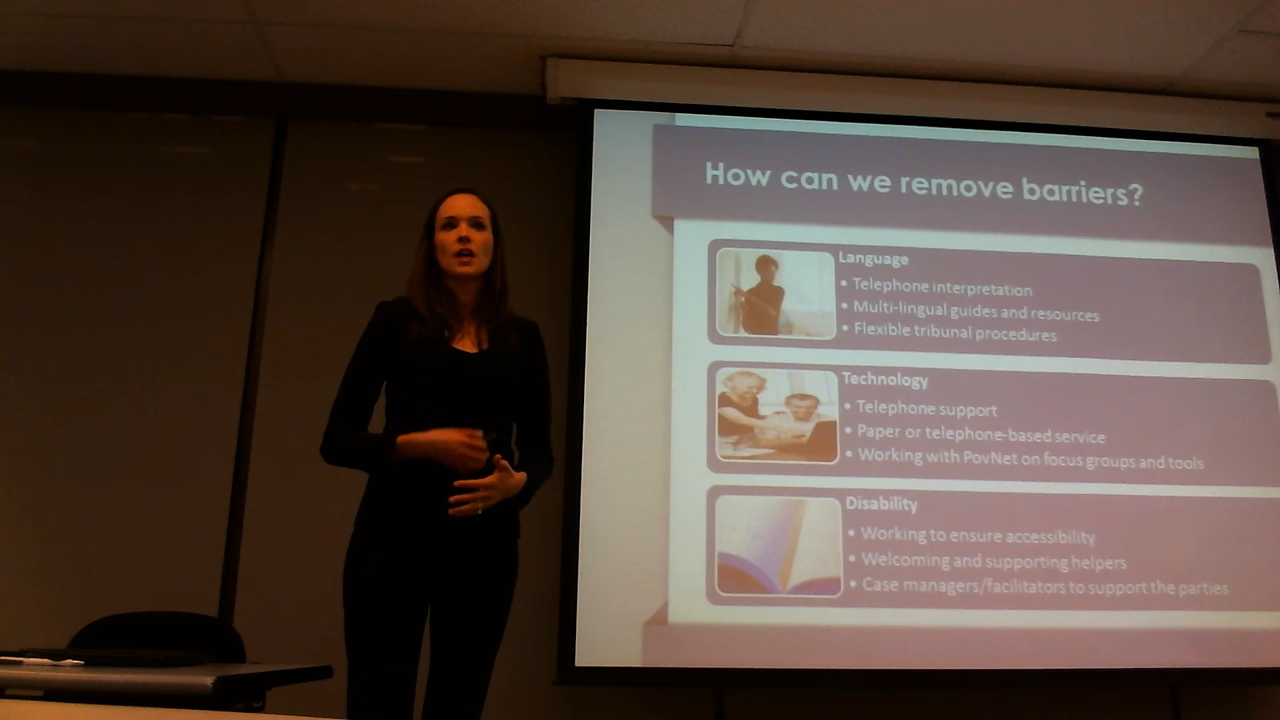 How can we remove barriers?
Language
• Telephone interpretation
• Multi-lingual guides and resources
• Flexible tribunal procedures
Technology
• Telephone support
• Paper or telephone-based service
• Working with PovNet on focus groups and tools
Disability
• Working to ensure accessibility
• Welcoming and supporting helpers
• Case managers/facilitators to support the parties